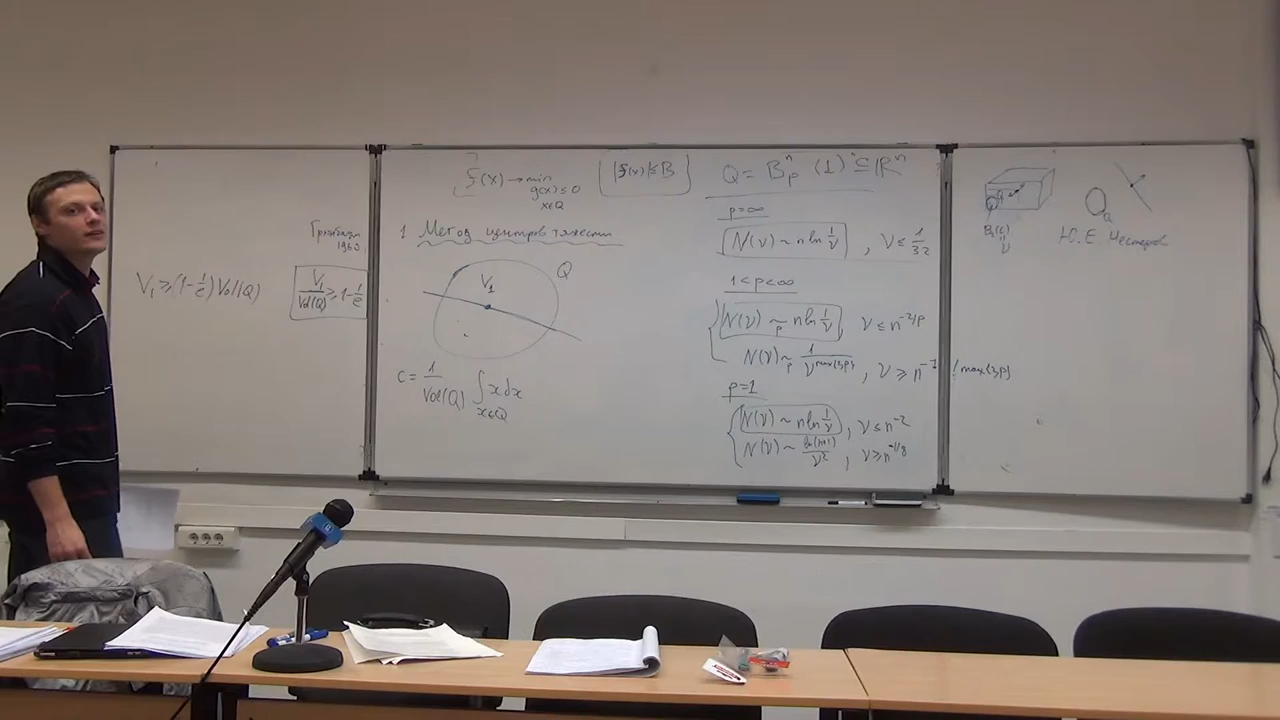 Грюнбаум
1960
V₁ ≥ (1 - 1/e) Vol(Q)
V₁/Vol(Q) ≥ 1 - 1/e
f(x) → min
g(x) ≤ 0
x∈Q
|f(x)| ≤ B
1 Метод центров тяжести
Q
V₁
c = 1/Vol(Q) ∫ x dx
x∈Q
Q = B_p^n (1) ⊆ ℝ^n
p=∞
N(ν) ~ n ln 1/ν , ν ≤ 1/32
1 < p < ∞
N(ν) ~_p n ln 1/ν , ν ≤ n^{-2/p}
N(ν) ~_p 1/ν^{max(2,p)} , ν ≥ n^{-1/max(2,p)}
p=1
N(ν) ~ n ln 1/ν , ν ≤ n^{-2}
N(ν) ~ ln(n+1)/ν² , ν ≥ n^{-1/8}
Q
Ю. Е. Нестеров